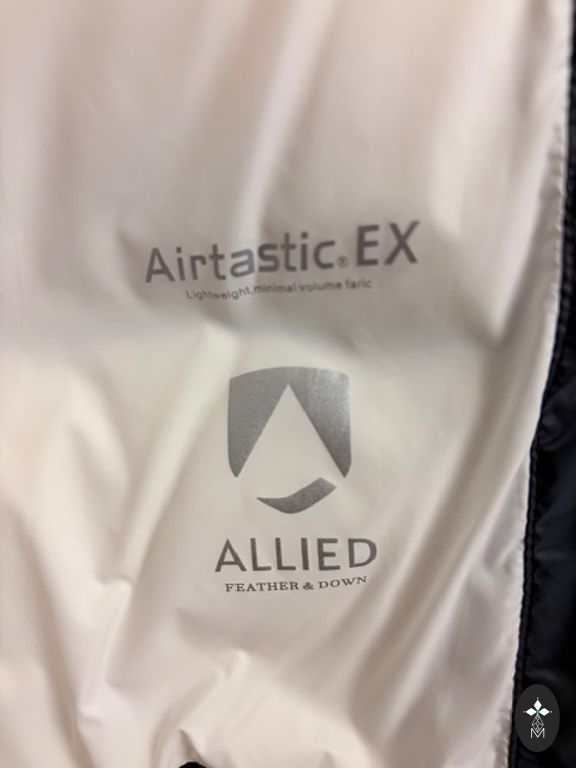 Airtastic® EX
Lightweight,minimal volume faric
ALLIED
FEATHER & DOWN
M